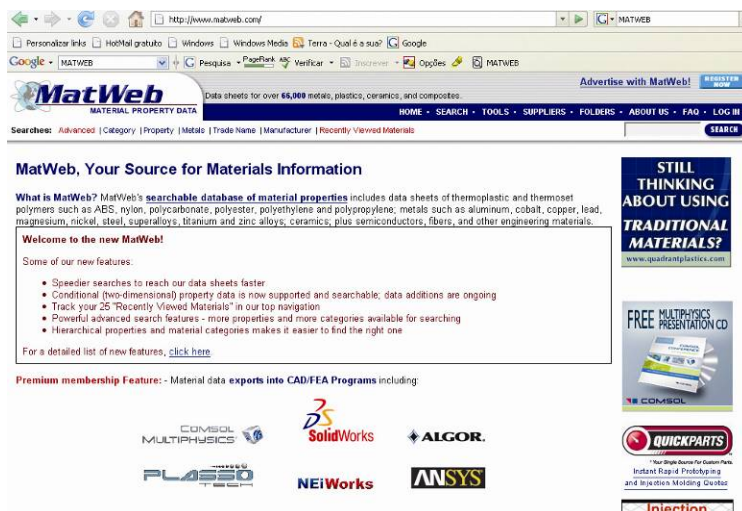 http://www.matweb.com/
MATWEB
Personalizar links HotMail gratuito Windows Windows Media Terra - Qual é a sua? Google
Google MATWEB Pesquisa PageRank ABC Verificar Inscrever Opções MATWEB
Advertise with MatWeb! REGISTER NOW
MatWeb
MATERIAL PROPERTY DATA
Data sheets for over 66,000 metals, plastics, ceramics, and composites.
HOME • SEARCH • TOOLS • SUPPLIERS • FOLDERS • ABOUT US • FAQ • LOG IN
Searches: Advanced | Category | Property | Metals | Trade Name | Manufacturer | Recently Viewed Materials
SEARCH
MatWeb, Your Source for Materials Information
What is MatWeb? MatWeb's searchable database of material properties includes data sheets of thermoplastic and thermoset
polymers such as ABS, nylon, polycarbonate, polyester, polyethylene and polypropylene; metals such as aluminum, cobalt, copper, lead,
magnesium, nickel, steel, superalloys, titanium and zinc alloys; ceramics; plus semiconductors, fibers, and other engineering materials.
Welcome to the new MatWeb!
Some of our new features:
• Speedier searches to reach our data sheets faster
• Conditional (two-dimensional) property data is now supported and searchable; data additions are ongoing
• Track your 25 "Recently Viewed Materials" in our top navigation
• Powerful advanced search features - more properties and more categories available for searching
• Hierarchical properties and material categories makes it easier to find the right one
For a detailed list of new features, click here.
Premium membership Feature: - Material data exports into CAD/FEA Programs including:
COMSOL
MULTIPHYSICS
SolidWorks
ALGOR.
PLASSO
TECH
NEiWorks
ANSYS
STILL
THINKING
ABOUT USING
TRADITIONAL
MATERIALS?
www.quadrantplastics.com
FREE MULTIPHYSICS
PRESENTATION CD
COMSOL
QUICKPARTS
"Your Single Source For Custom Parts.
Instant Rapid Prototyping
and Injection Molding Quotes
Injection